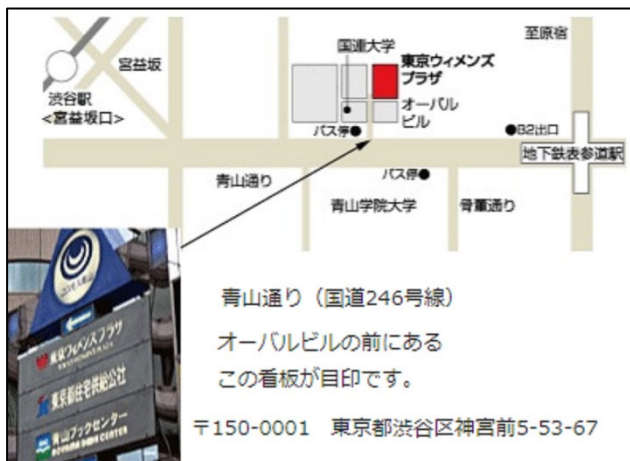 宮益坂
渋谷駅
<宮益坂口>
国連大学
東京ウィメンズ
プラザ
オーバル
ビル
バス停
至原宿
B2出口
地下鉄表参道駅
青山通り
バス停
青山学院大学
骨董通り
東京ウィメンズプラザ
TOKYO WOMEN'S PLAZA
東京都住宅供給公社
青山ブックセンター
AOYAMA BOOK CENTER
青山通り（国道246号線）
オーバルビルの前にある
この看板が目印です。
〒150-0001　東京都渋谷区神宮前5-53-67